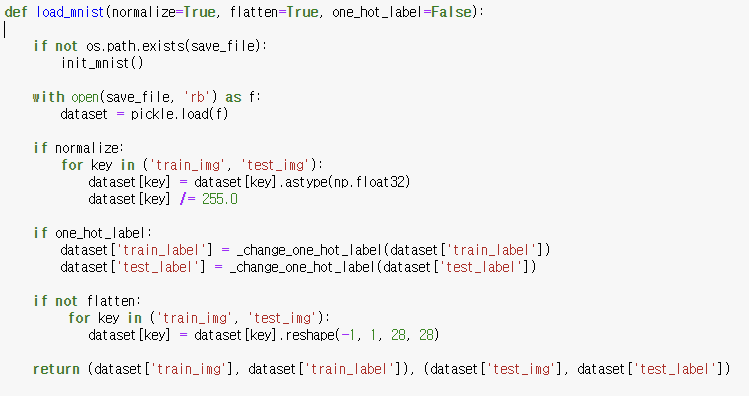 def load_mnist(normalize=True, flatten=True, one_hot_label=False):
if not os.path.exists(save_file):
init_mnist()
with open(save_file, 'rb') as f:
dataset = pickle.load(f)
if normalize:
for key in ('train_img', 'test_img'):
dataset[key] = dataset[key].astype(np.float32)
dataset[key] /= 255.0
if one_hot_label:
dataset['train_label'] = _change_one_hot_label(dataset['train_label'])
dataset['test_label'] = _change_one_hot_label(dataset['test_label'])
if not flatten:
for key in ('train_img', 'test_img'):
dataset[key] = dataset[key].reshape(-1, 1, 28, 28)
return (dataset['train_img'], dataset['train_label']), (dataset['test_img'], dataset['test_label'])